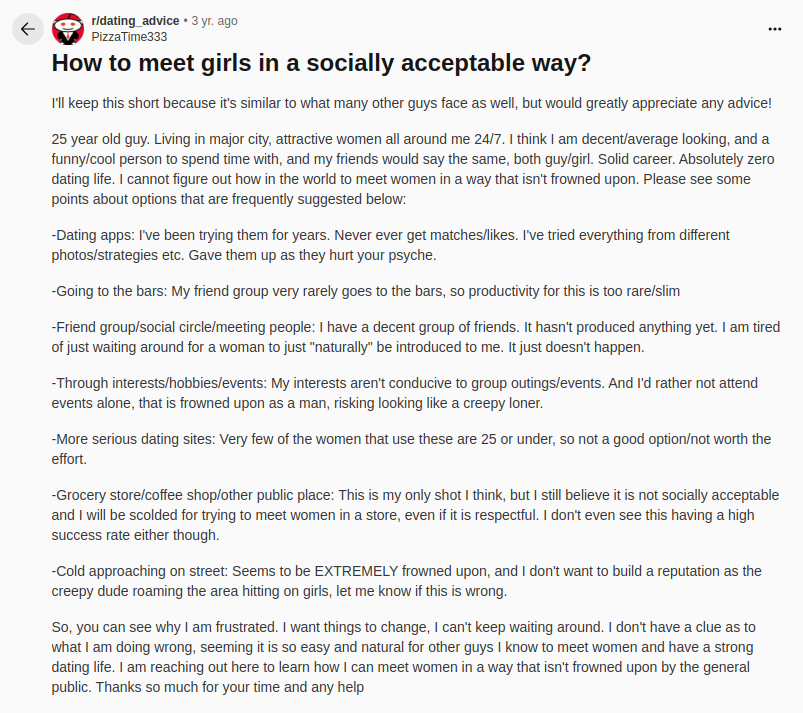 r/dating_advice • 3 yr. ago
PizzaTime333
How to meet girls in a socially acceptable way?
I'll keep this short because it's similar to what many other guys face as well, but would greatly appreciate any advice!
25 year old guy. Living in major city, attractive women all around me 24/7. I think I am decent/average looking, and a
funny/cool person to spend time with, and my friends would say the same, both guy/girl. Solid career. Absolutely zero
dating life. I cannot figure out how in the world to meet women in a way that isn't frowned upon. Please see some
points about options that are frequently suggested below:
-Dating apps: I've been trying them for years. Never ever get matches/likes. I've tried everything from different
photos/strategies etc. Gave them up as they hurt your psyche.
-Going to the bars: My friend group very rarely goes to the bars, so productivity for this is too rare/slim
-Friend group/social circle/meeting people: I have a decent group of friends. It hasn't produced anything yet. I am tired
of just waiting around for a woman to just "naturally" be introduced to me. It just doesn't happen.
-Through interests/hobbies/events: My interests aren't conducive to group outings/events. And I'd rather not attend
events alone, that is frowned upon as a man, risking looking like a creepy loner.
-More serious dating sites: Very few of the women that use these are 25 or under, so not a good option/not worth the
effort.
-Grocery store/coffee shop/other public place: This is my only shot I think, but I still believe it is not socially acceptable
and I will be scolded for trying to meet women in a store, even if it is respectful. I don't even see this having a high
success rate either though.
-Cold approaching on street: Seems to be EXTREMELY frowned upon, and I don't want to build a reputation as the
creepy dude roaming the area hitting on girls, let me know if this is wrong.
So, you can see why I am frustrated. I want things to change, I can't keep waiting around. I don't have a clue as to
what I am doing wrong, seeming it is so easy and natural for other guys I know to meet women and have a strong
dating life. I am reaching out here to learn how I can meet women in a way that isn't frowned upon by the general
public. Thanks so much for your time and any help